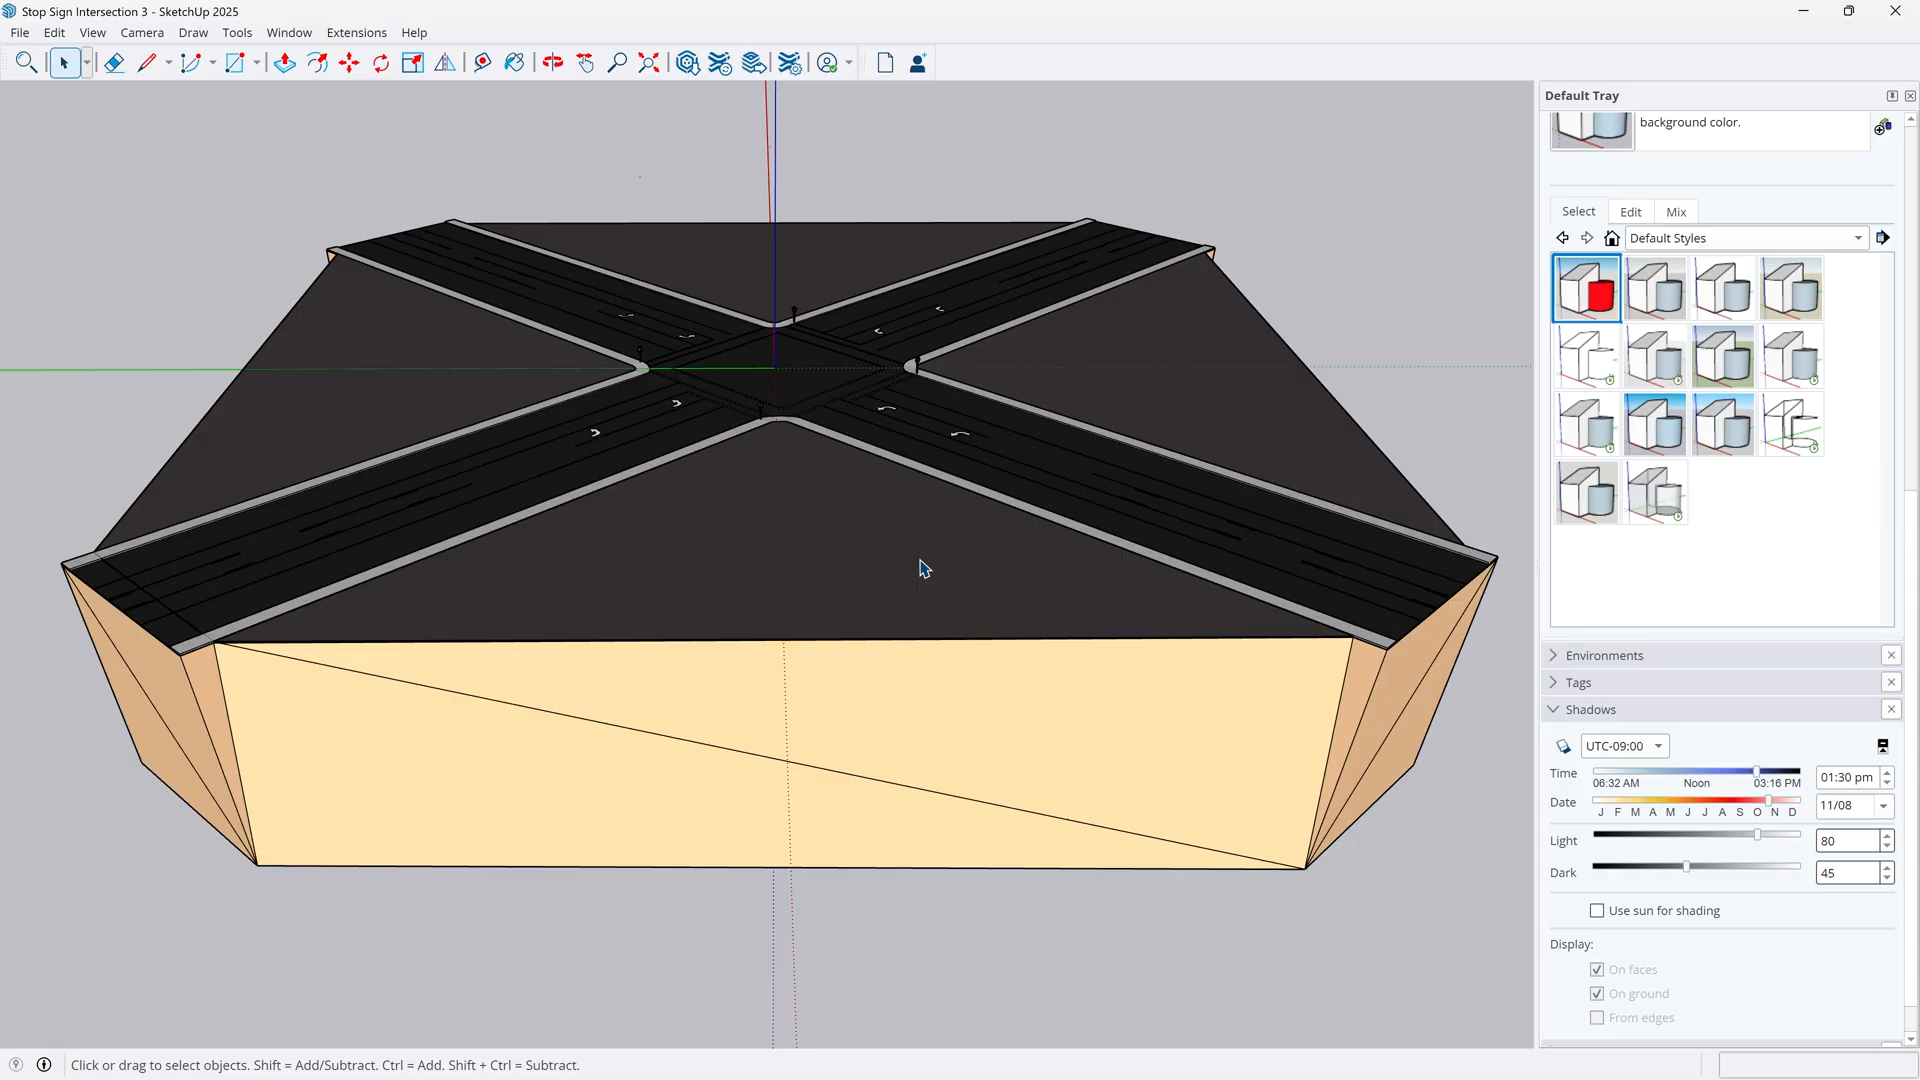 Stop Sign Intersection 3 - SketchUp 2025
File Edit View Camera Draw Tools Window Extensions Help
Default Tray
background color.
Select Edit Mix
Default Styles
Environments
Tags
Shadows
UTC-09:00
Time 06:32 AM Noon 03:16 PM 01:30 pm
Date J F M A M J J A S O N D 11/08
Light 80
Dark 45
Use sun for shading
Display:
On faces
On ground
From edges
Click or drag to select objects. Shift = Add/Subtract. Ctrl = Add. Shift + Ctrl = Subtract.